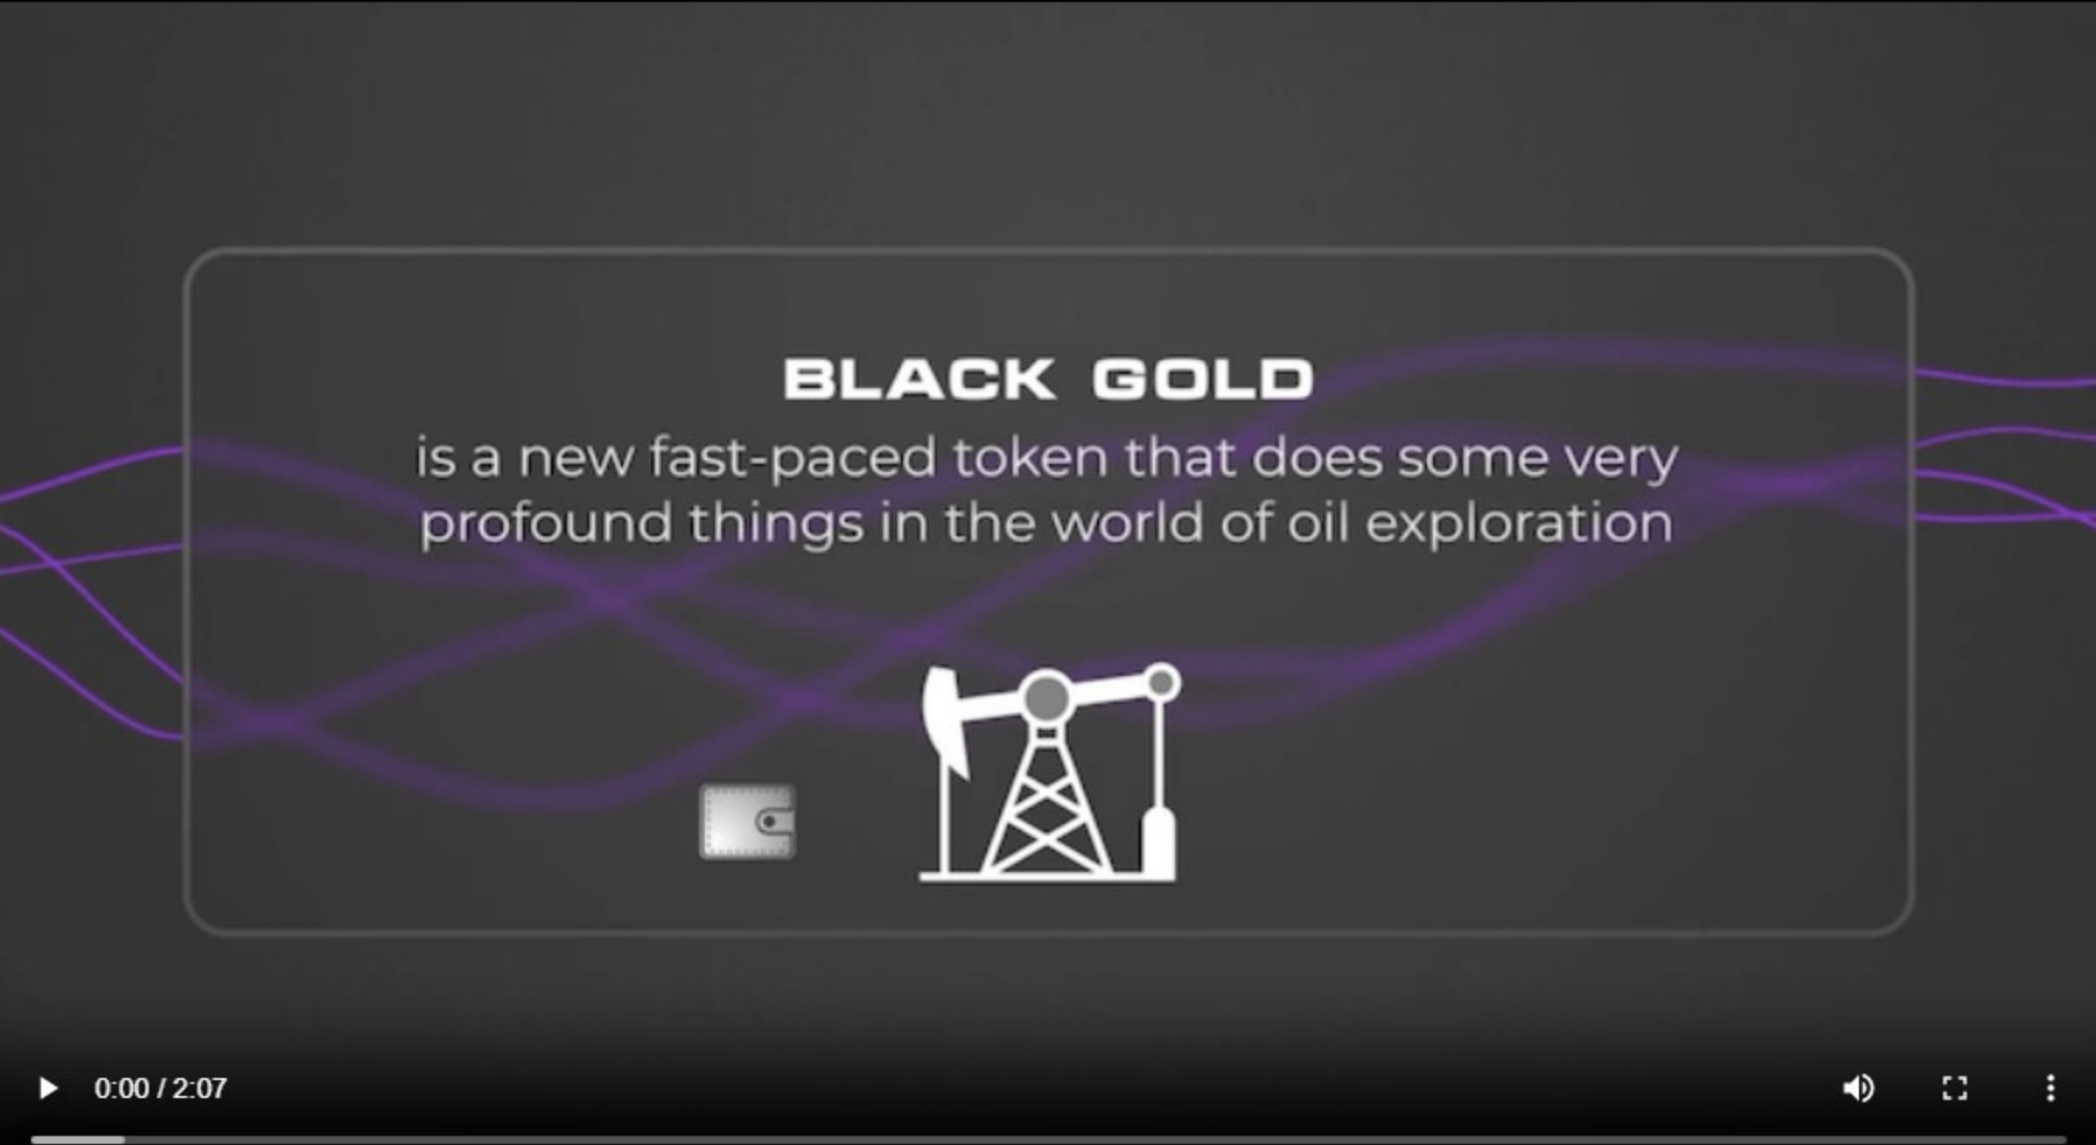 BLACK GOLD
is a new fast-paced token that does some very
profound things in the world of oil exploration
0:00 / 2:07